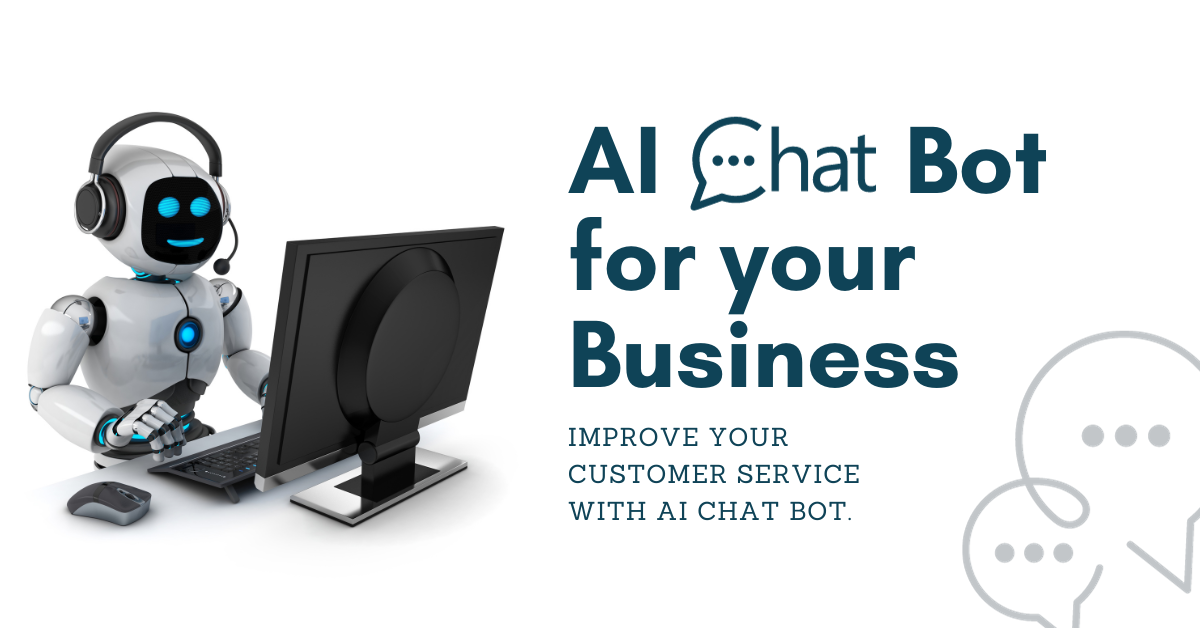 AI Chat Bot
for your
Business
IMPROVE YOUR
CUSTOMER SERVICE
WITH AI CHAT BOT.